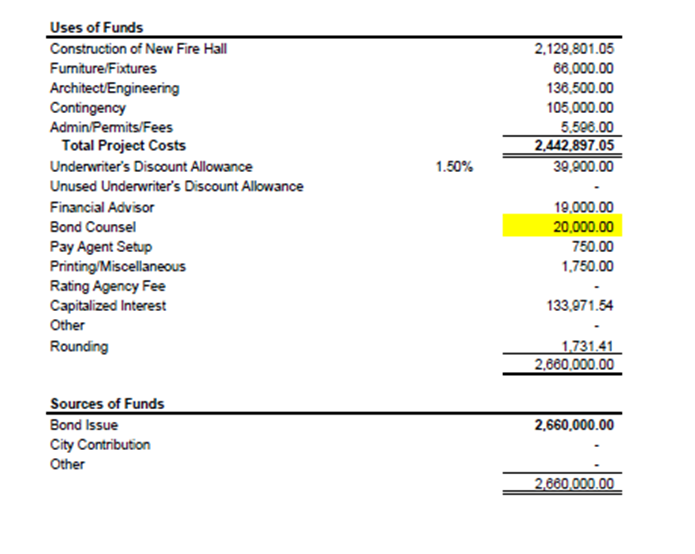 Uses of Funds
Construction of New Fire Hall 2,129,801.05
Furniture/Fixtures 66,000.00
Architect/Engineering 136,500.00
Contingency 105,000.00
Admin/Permits/Fees 5,596.00
Total Project Costs 2,442,897.05
Underwriter's Discount Allowance 1.50% 39,900.00
Unused Underwriter's Discount Allowance -
Financial Advisor 19,000.00
Bond Counsel 20,000.00
Pay Agent Setup 750.00
Printing/Miscellaneous 1,750.00
Rating Agency Fee -
Capitalized Interest 133,971.54
Other -
Rounding 1,731.41
2,660,000.00
Sources of Funds
Bond Issue 2,660,000.00
City Contribution -
Other -
2,660,000.00